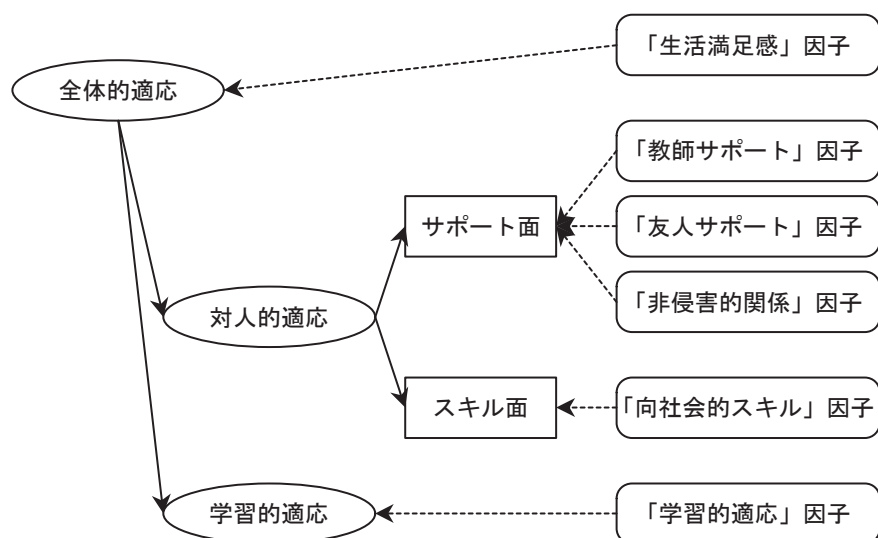 「生活満足感」因子
全体的適応
「教師サポート」因子
サポート面
「友人サポート」因子
「非侵害的関係」因子
対人的適応
スキル面
「向社会的スキル」因子
学習的適応
「学習的適応」因子